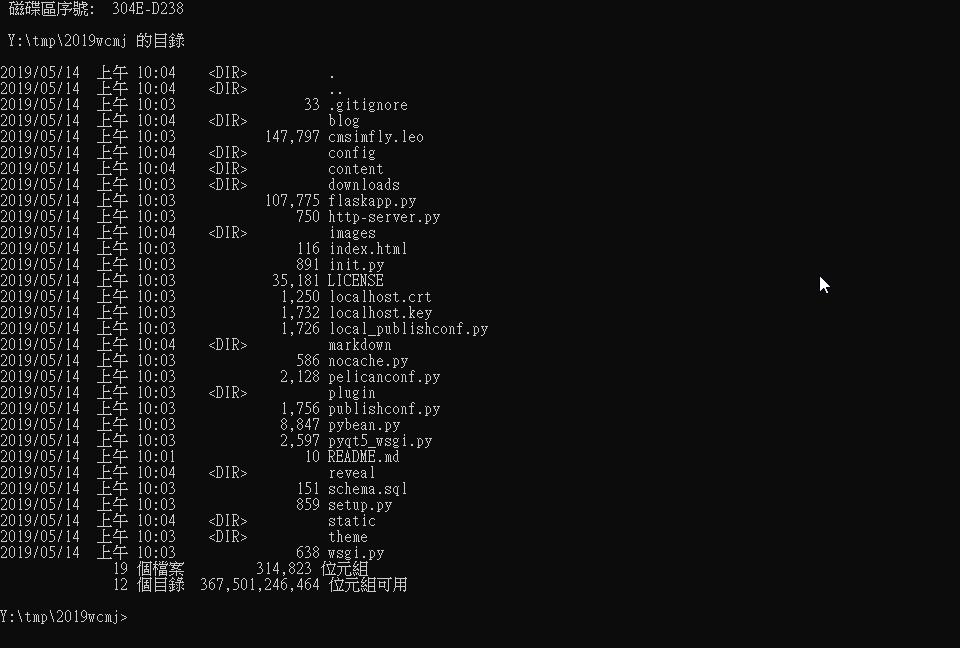 磁碟區序號:  304E-D238
Y:\tmp\2019wcmj 的目錄
2019/05/14  上午 10:04    <DIR>          .
2019/05/14  上午 10:04    <DIR>          ..
2019/05/14  上午 10:03                33 .gitignore
2019/05/14  上午 10:04    <DIR>          blog
2019/05/14  上午 10:03           147,797 cmsimfly.leo
2019/05/14  上午 10:04    <DIR>          config
2019/05/14  上午 10:04    <DIR>          content
2019/05/14  上午 10:03    <DIR>          downloads
2019/05/14  上午 10:03           107,775 flaskapp.py
2019/05/14  上午 10:03               750 http-server.py
2019/05/14  上午 10:04    <DIR>          images
2019/05/14  上午 10:03               116 index.html
2019/05/14  上午 10:03               891 init.py
2019/05/14  上午 10:03            35,181 LICENSE
2019/05/14  上午 10:03             1,250 localhost.crt
2019/05/14  上午 10:03             1,732 localhost.key
2019/05/14  上午 10:03             1,726 local_publishconf.py
2019/05/14  上午 10:04    <DIR>          markdown
2019/05/14  上午 10:03               586 nocache.py
2019/05/14  上午 10:03             2,128 pelicanconf.py
2019/05/14  上午 10:03    <DIR>          plugin
2019/05/14  上午 10:03             1,756 publishconf.py
2019/05/14  上午 10:03             8,847 pybean.py
2019/05/14  上午 10:03             2,597 pyqt5_wsgi.py
2019/05/14  上午 10:01                10 README.md
2019/05/14  上午 10:04    <DIR>          reveal
2019/05/14  上午 10:03               151 schema.sql
2019/05/14  上午 10:03               859 setup.py
2019/05/14  上午 10:04    <DIR>          static
2019/05/14  上午 10:03    <DIR>          theme
2019/05/14  上午 10:03               638 wsgi.py
19 個檔案         314,823 位元組
12 個目錄  367,501,246,464 位元組可用
Y:\tmp\2019wcmj>